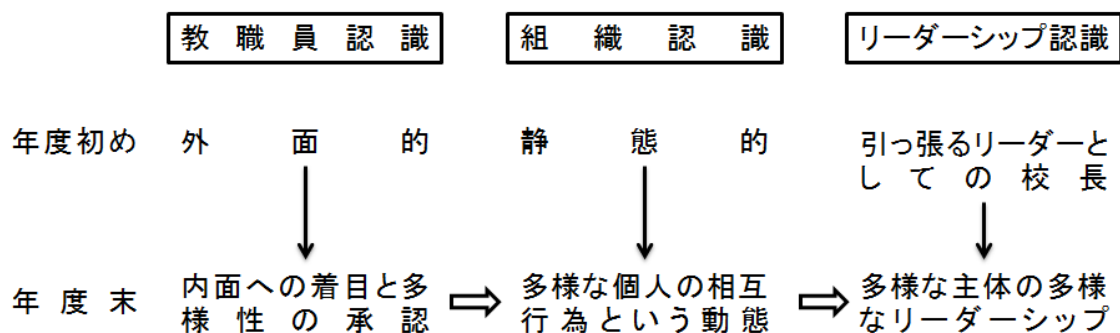 教職員認識 組織認識 リーダーシップ認識
年度初め 外面的 静態的 引っ張るリーダーと
しての校長
年度末 内面への着目と多
様性の承認 多様な個人の相互
行為という動態 多様な主体の多様
なリーダーシップ